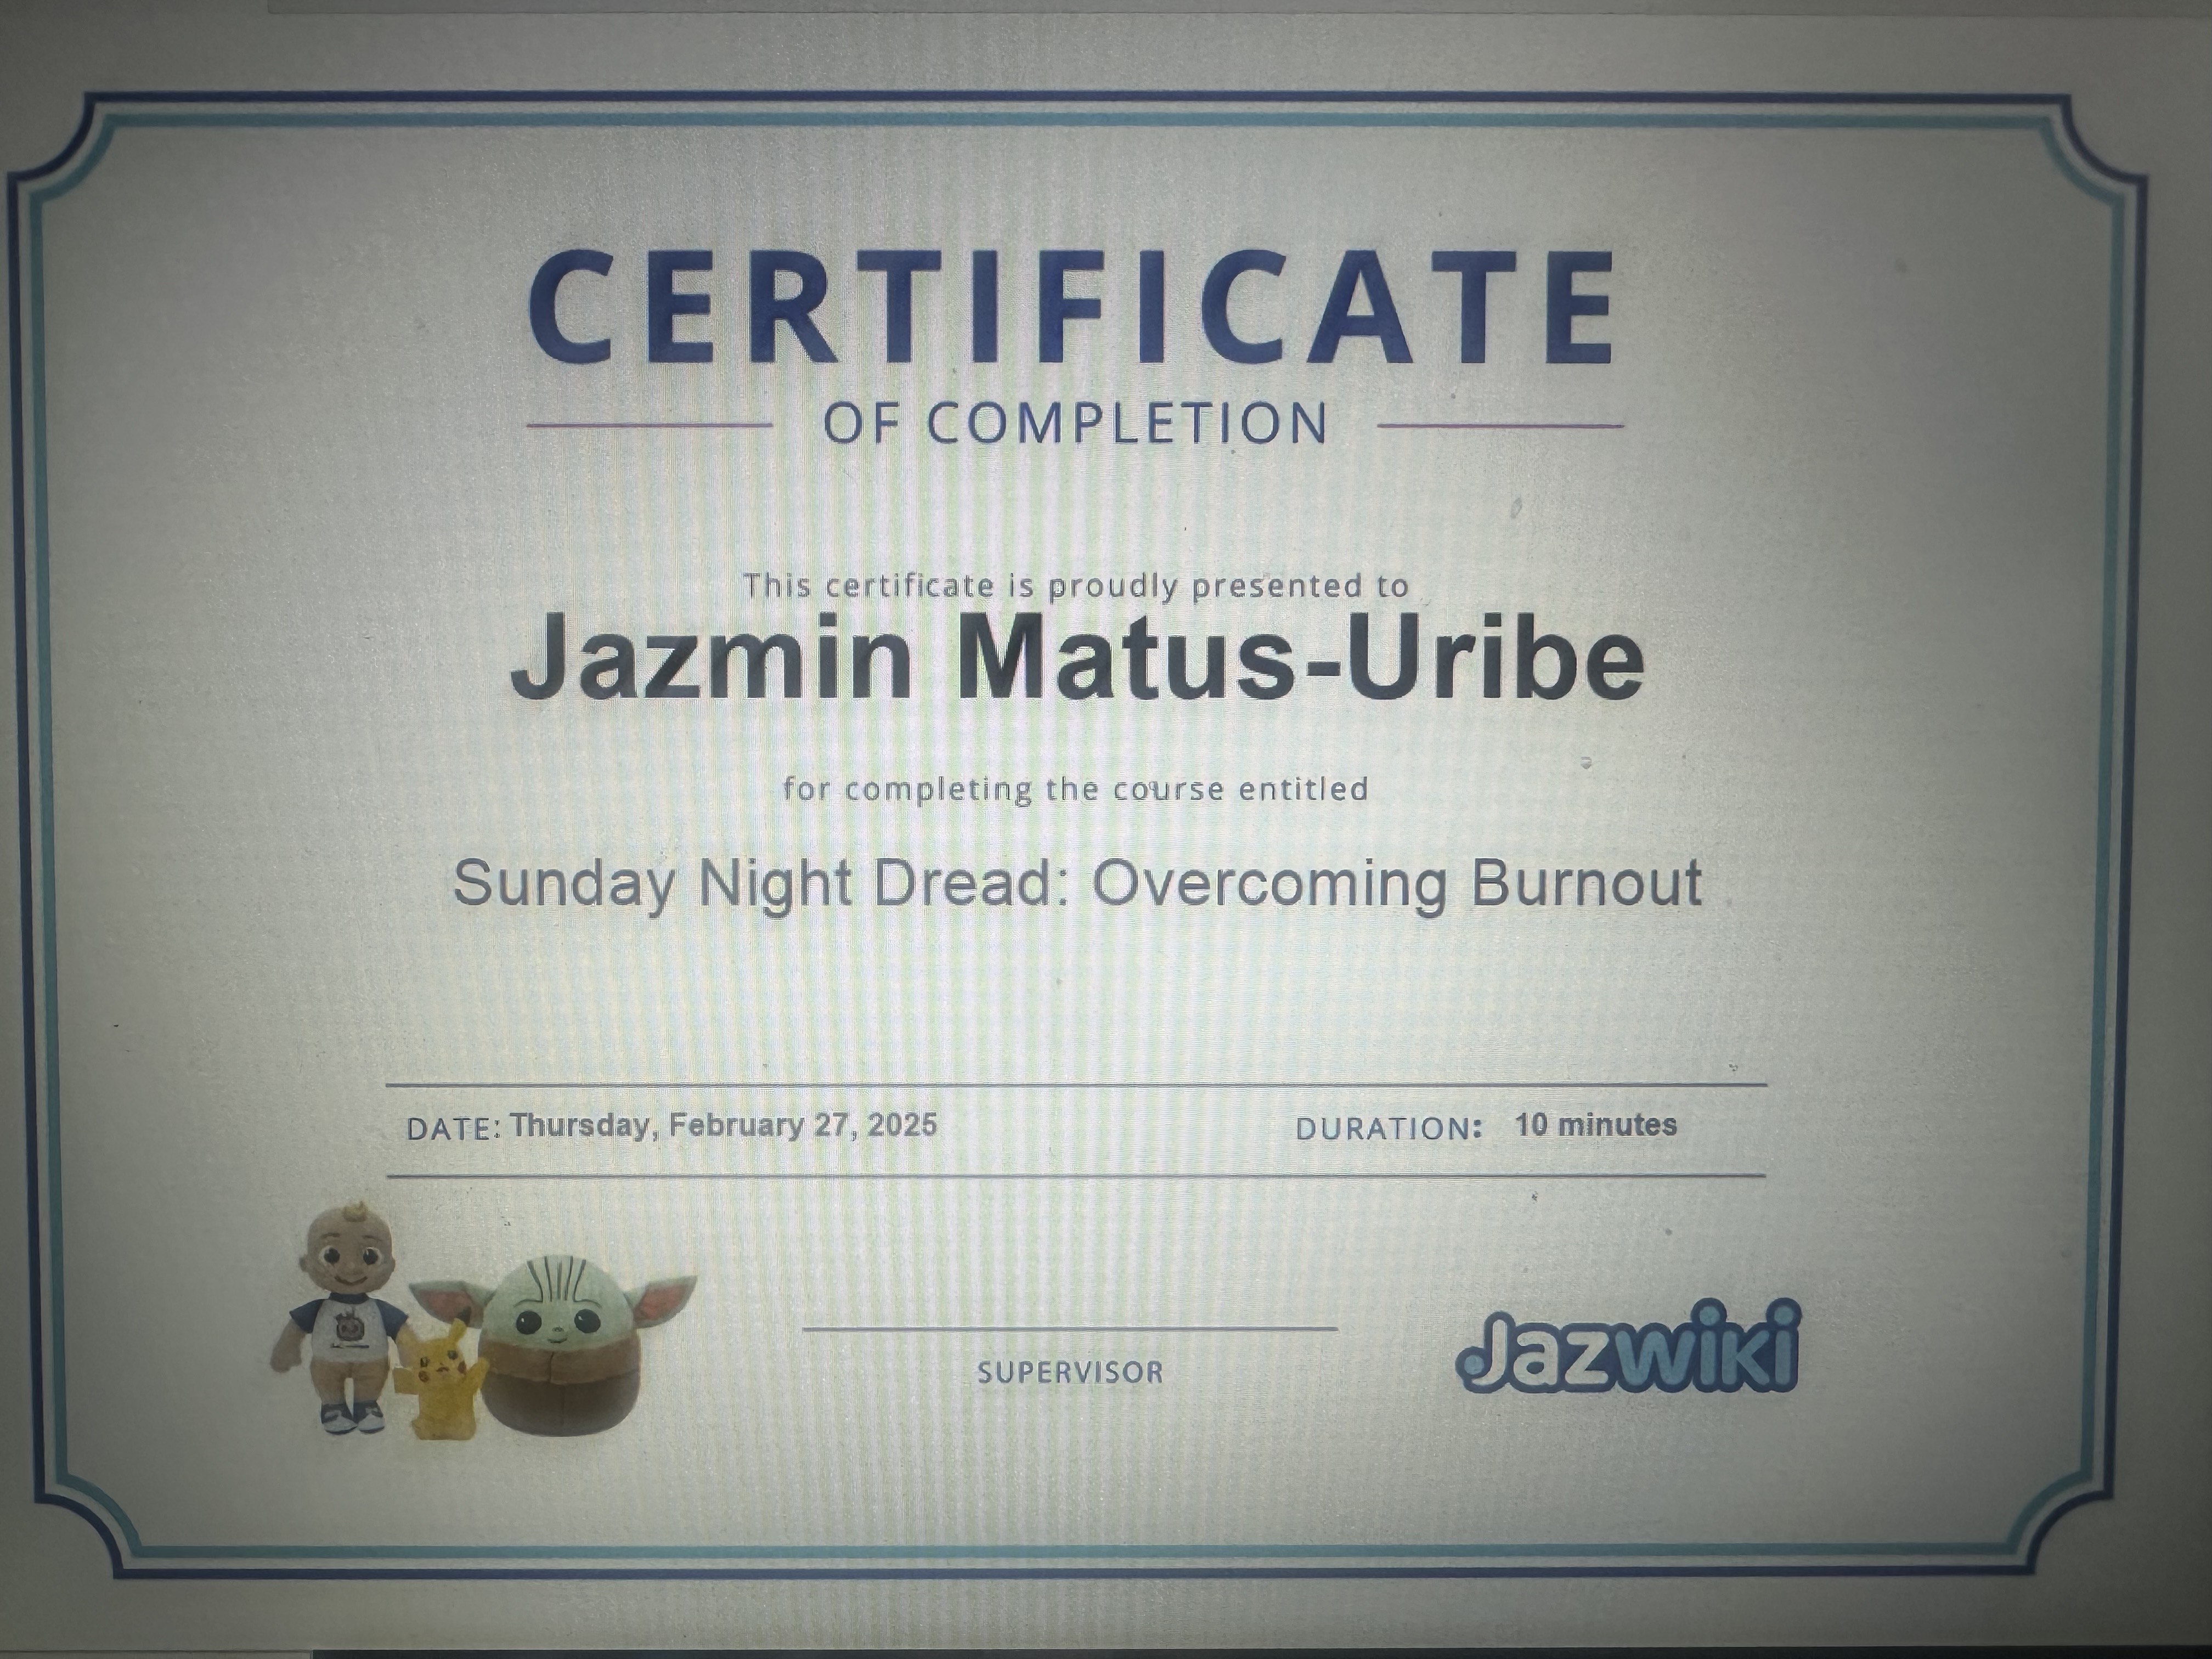 CERTIFICATE
OF COMPLETION
This certificate is proudly presented to
Jazmin Matus-Uribe
for completing the course entitled
Sunday Night Dread: Overcoming Burnout
DATE: Thursday, February 27, 2025 DURATION: 10 minutes
SUPERVISOR
Jazwiki